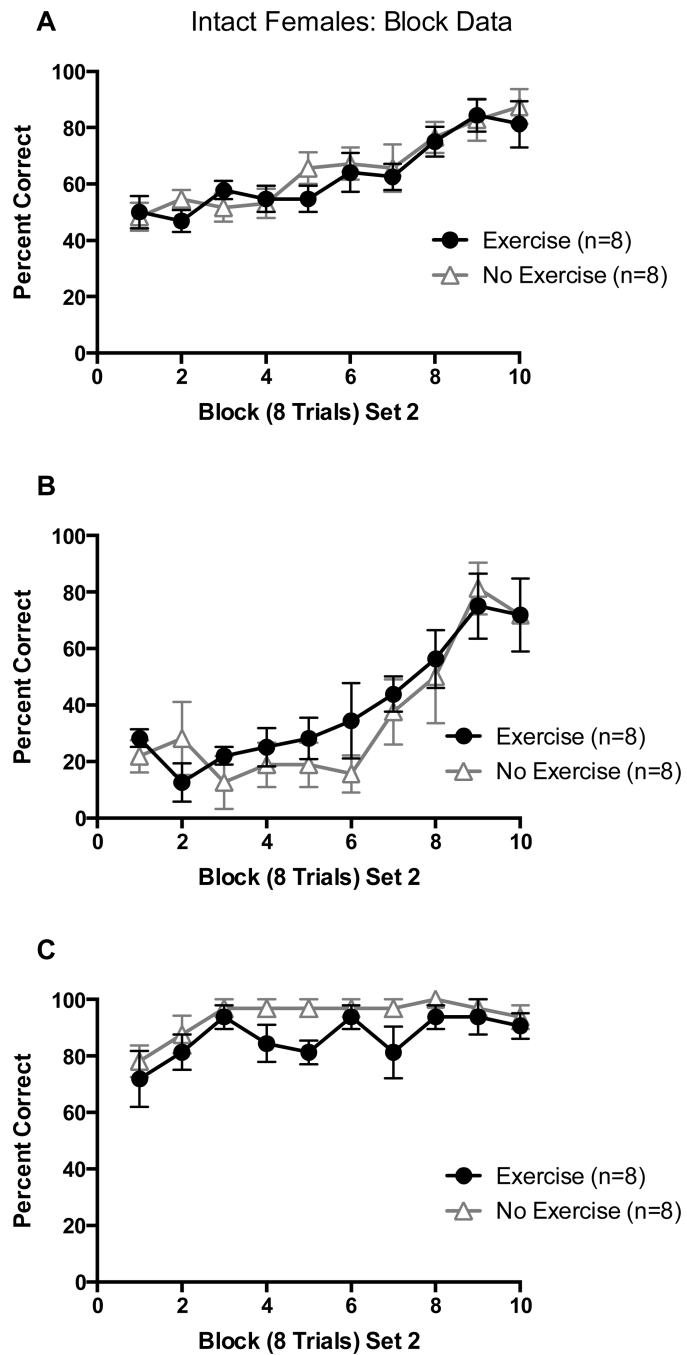 A
Intact Females: Block Data
100
80
60
40
20
0
Percent Correct
Exercise (n=8)
No Exercise (n=8)
0 2 4 6 8 10
Block (8 Trials) Set 2
B
100
80
60
40
20
0
Percent Correct
Exercise (n=8)
No Exercise (n=8)
0 2 4 6 8 10
Block (8 Trials) Set 2
C
100
80
60
40
20
0
Percent Correct
Exercise (n=8)
No Exercise (n=8)
0 2 4 6 8 10
Block (8 Trials) Set 2